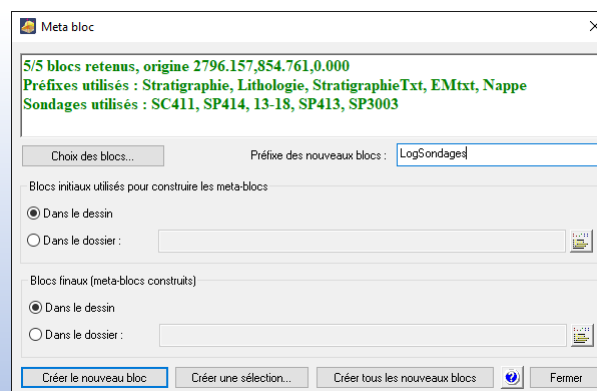 Meta bloc
5/5 blocs retenus, origine 2796.157,854.761,0.000
Préfixes utilisés : Stratigraphie, Lithologie, StratigraphieTxt, EMtxt, Nappe
Sondages utilisés : SC411, SP414, 13-18, SP413, SP3003
Choix des blocs... Préfixe des nouveaux blocs : LogSondages
Blocs initiaux utilisés pour construire les meta-blocs
Dans le dessin
Dans le dossier :
Blocs finaux (meta-blocs construits)
Dans le dessin
Dans le dossier :
Créer le nouveau bloc Créer une sélection... Créer tous les nouveaux blocs ? Fermer